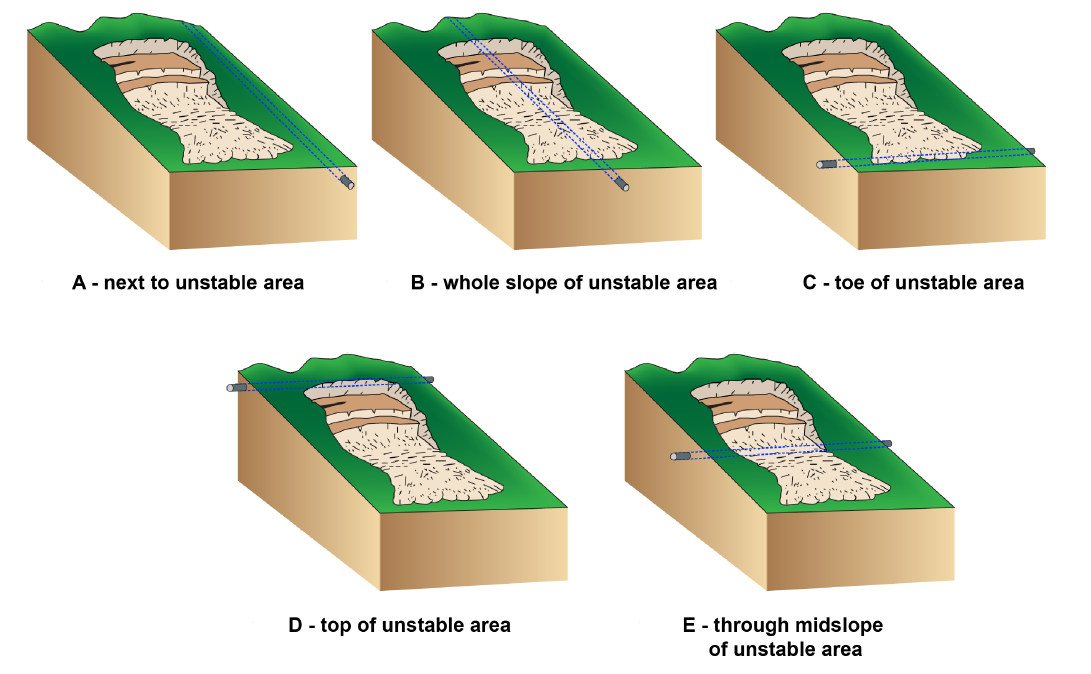 A - next to unstable area
B - whole slope of unstable area
C - toe of unstable area
D - top of unstable area
E - through midslope
of unstable area